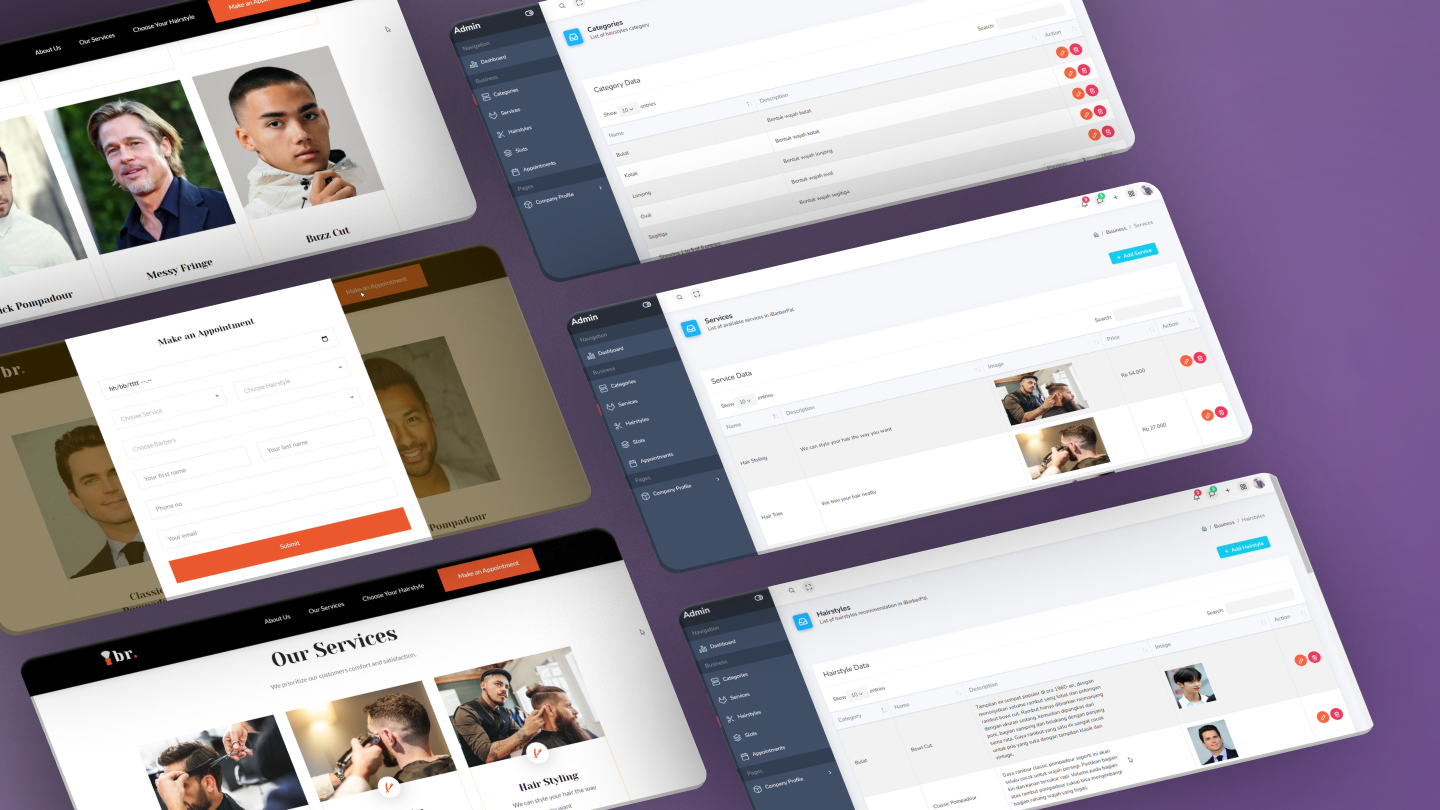 About Us
Our Services
Choose Your Hairstyle
Make an Appointment
Pompadour
Messy Fringe
Buzz Cut
br.
Make an Appointment
Make an Appointment
hh/bb/tttt --.--
Choose Service
Choose Hairstyle
Choose Barbers
Your first name
Your last name
Phone no
Your email
Submit
Classic
Pompadour
Pompadour
br.
About Us
Our Services
Choose Your Hairstyle
Make an Appointment
Our Services
We prioritize our customers comfort and satisfaction.
Hair Styling
We can style your hair the way
you want
Admin
Navigation
Dashboard
Business
Categories
Services
Hairstyles
Slots
Appointments
Pages
Company Profile
Categories
List of hairstyles category
Category Data
Show 10 entries
Search:
Name
Description
Action
Bulat
Bentuk wajah bulat
Kotak
Bentuk wajah kotak
Lonjong
Bentuk wajah lonjong
Oval
Bentuk wajah oval
Segitiga
Bentuk wajah segitiga
Admin
Navigation
Dashboard
Business
Categories
Services
Hairstyles
Slots
Appointments
Pages
Company Profile
Services
List of available services in iBarberPal
/ Business / Services
+ Add Service
Service Data
Show 10 entries
Search:
Name
Description
Image
Price
Action
Hair Styling
We can style your hair the way you want
Rp 54.000
Hair Trim
We trim your hair neatly
Rp 27.000
Admin
Navigation
Dashboard
Business
Categories
Services
Hairstyles
Slots
Appointments
Pages
Company Profile
Hairstyles
List of hairstyles recommendation in iBarberPal
/ Business / Hairstyles
+ Add Hairstyle
Hairstyle Data
Show 10 entries
Search:
Category
Name
Description
Image
Action
Bulat
Bowl Cut
Tampilan ini sempat populer di era 1960-an, dengan
menonjolkan volume rambut yang lurus dan potongan
rambut bowl cut. Rambut hanya dibiarkan memanjang
dengan ukuran sedang, kemudian dipangkas dari
poni, bagian samping dan belakang dengan panjang
sama rata. Gaya rambut yang satu ini sangat cocok
untuk pria yang suka dengan tampilan klasik dan
vintage.
Classic Pompadour
Gaya rambut classic pompadour seperti ini akan
selalu cocok untuk wajah persegi. Pastikan bagian
kiri dan kanan tercukur rapi. Volume pada bagian
atas rambut pompadour cukup bisa mengimbangi
bagian rahang wajah yang tegas.